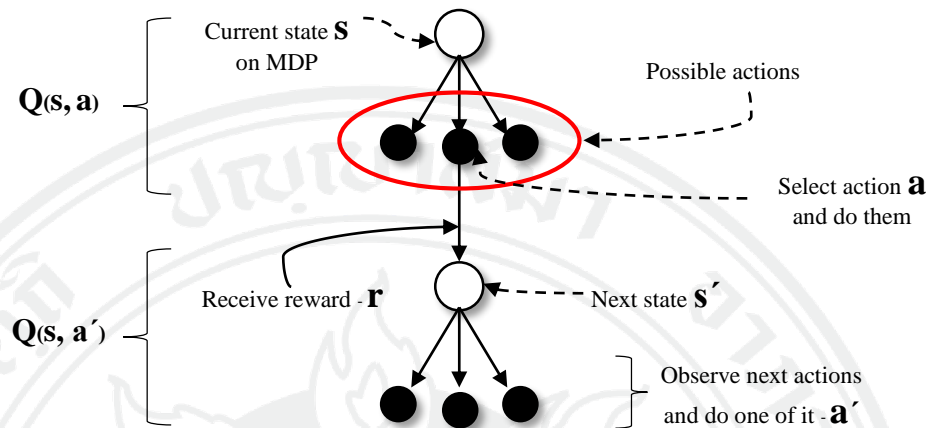 Current state s
on MDP
Possible actions
Q(s, a)
Select action a
and do them
Receive reward - r
Next state s´
Q(s, a´)
Observe next actions
and do one of it - a´